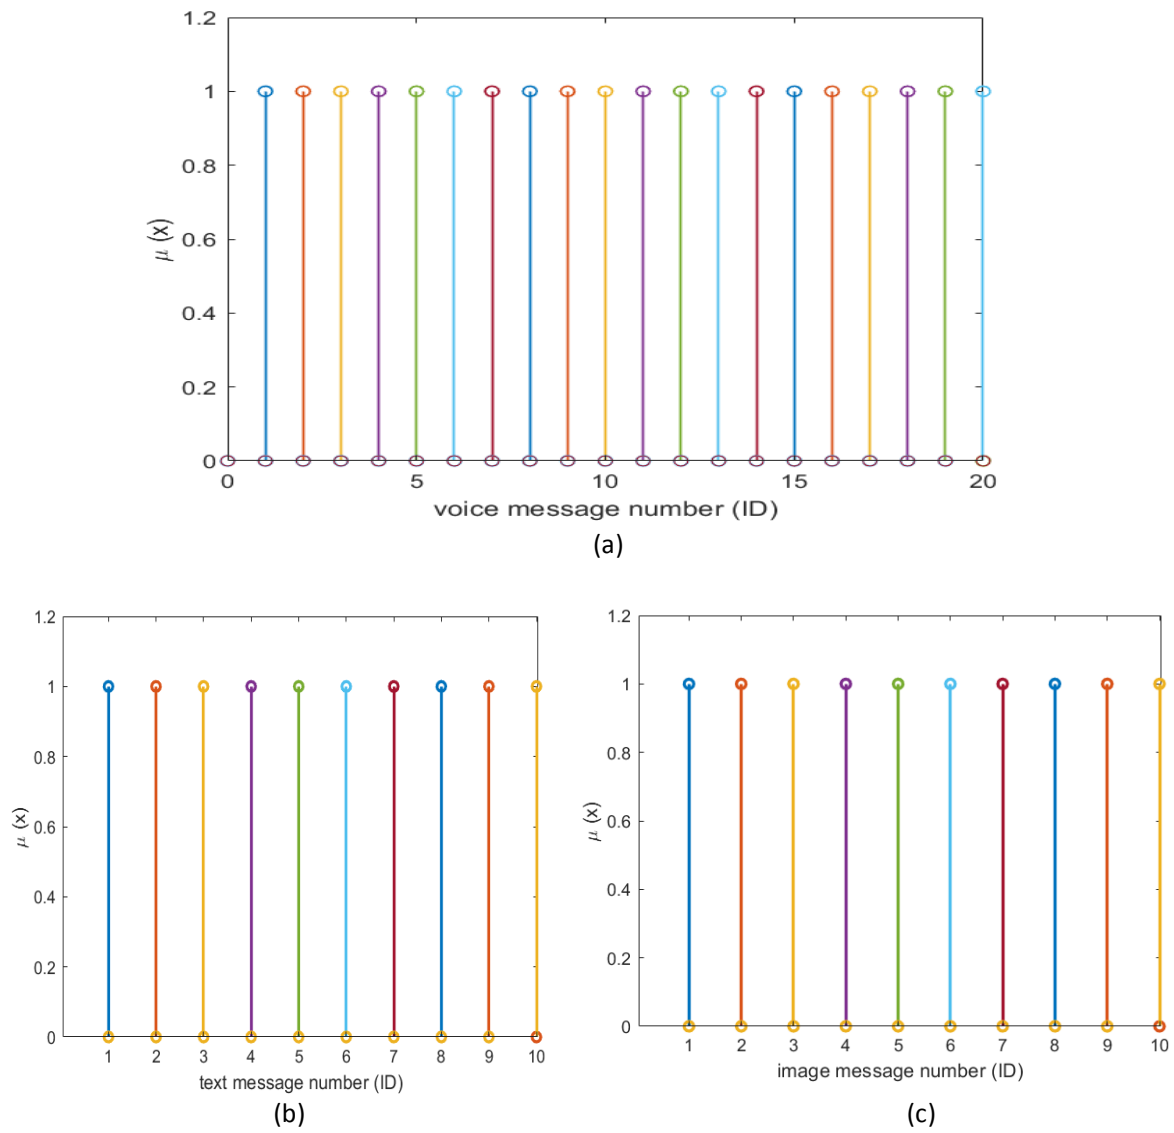 1.2
1
0.8
0.6
0.4
0.2
0
μ (x)
0 5 10 15 20
voice message number (ID)
(a)
1.2
1
0.8
0.6
0.4
0.2
0
μ (x)
1 2 3 4 5 6 7 8 9 10
text message number (ID)
(b)
1.2
1
0.8
0.6
0.4
0.2
0
μ (x)
1 2 3 4 5 6 7 8 9 10
image message number (ID)
(c)